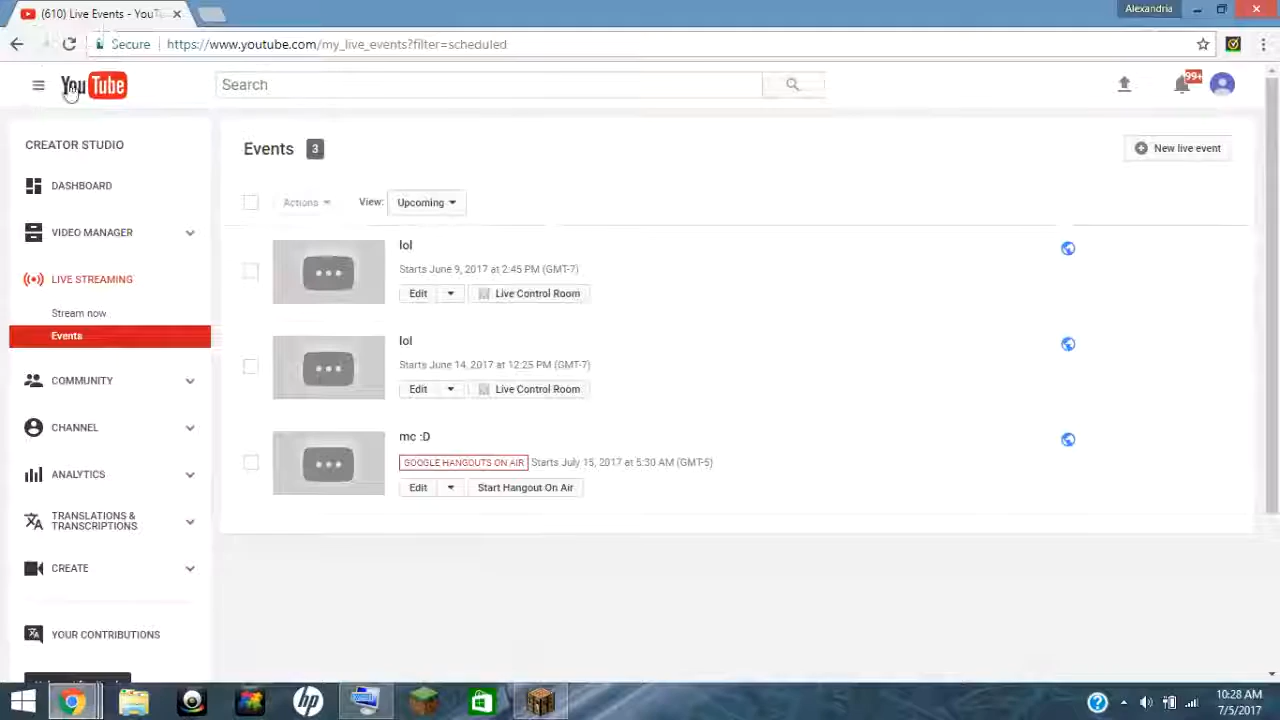 (610) Live Events - YouT
Alexandria
Secure
https://www.youtube.com/my_live_events?filter=scheduled
YouTube
Search
99+
CREATOR STUDIO
DASHBOARD
VIDEO MANAGER
LIVE STREAMING
Stream now
Events
COMMUNITY
CHANNEL
ANALYTICS
TRANSLATIONS &
TRANSCRIPTIONS
CREATE
YOUR CONTRIBUTIONS
Events 3
New live event
Actions
View: Upcoming
lol
Starts June 9, 2017 at 2:45 PM (GMT-7)
Edit
Live Control Room
lol
Starts June 14, 2017 at 12:25 PM (GMT-7)
Edit
Live Control Room
mc :D
GOOGLE HANGOUTS ON AIR Starts July 15, 2017 at 5:30 AM (GMT-5)
Edit
Start Hangout On Air
hp
10:28 AM
7/5/2017